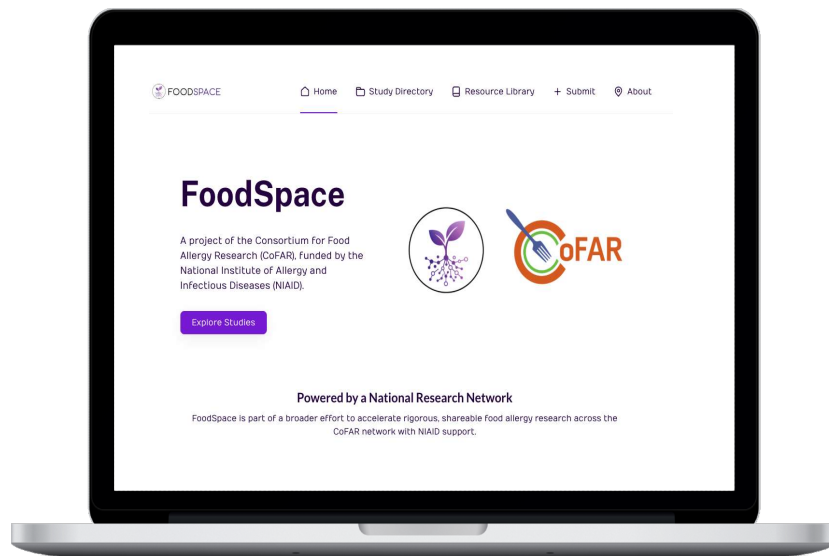 FOODSPACE
Home
Study Directory
Resource Library
+ Submit
About
FoodSpace
A project of the Consortium for Food
Allergy Research (CoFAR), funded by the
National Institute of Allergy and
Infectious Diseases (NIAID).
Explore Studies
CoFAR
Powered by a National Research Network
FoodSpace is part of a broader effort to accelerate rigorous, shareable food allergy research across the
CoFAR network with NIAID support.